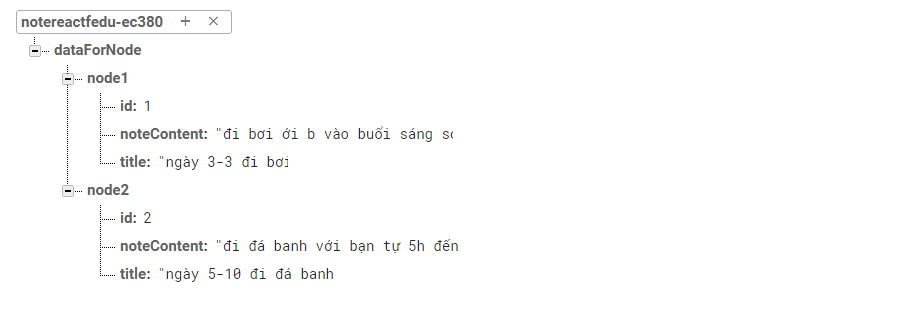 notereactfedu-ec380 + ×
dataForNode
node1
id: 1
noteContent: "đi bơi ới b vào buổi sáng
title: "ngày 3-3 đi bơi
node2
id: 2
noteContent: "đi đá banh với bạn tự 5h đến
title: "ngày 5-10 đi đá banh